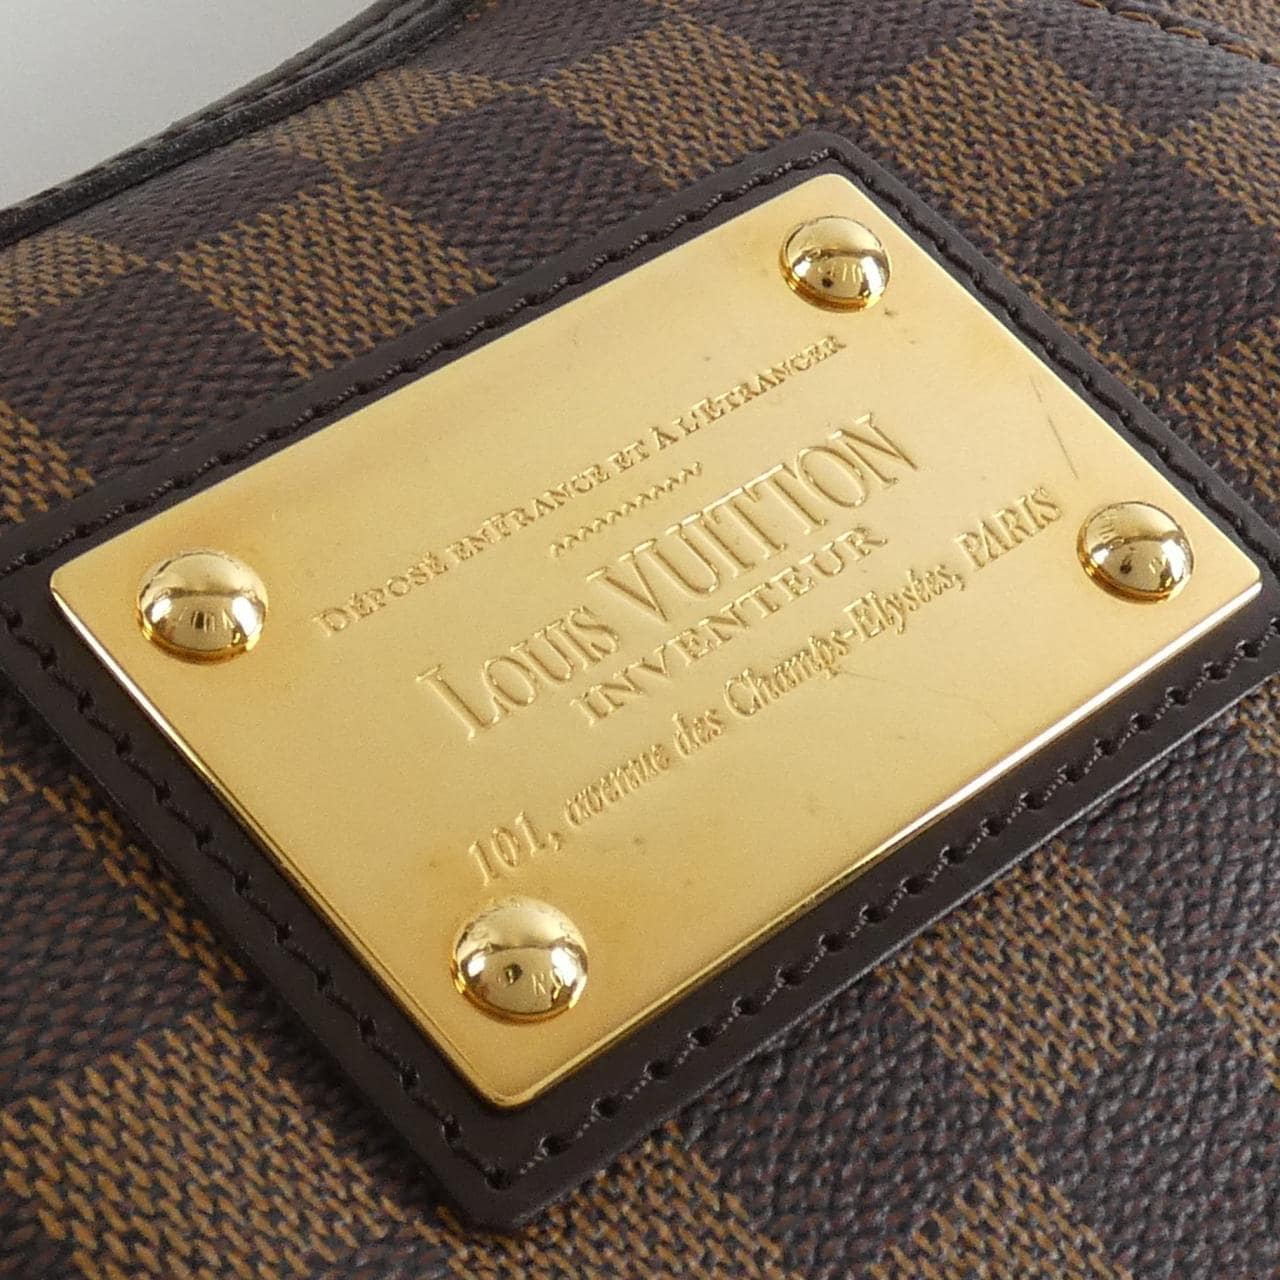 DÉPOSÉ EN FRANCE ET À L'ÉTRANGER
LOUIS VUITTON
INVENTEUR
101, avenue des Champs-Elysées, PARIS